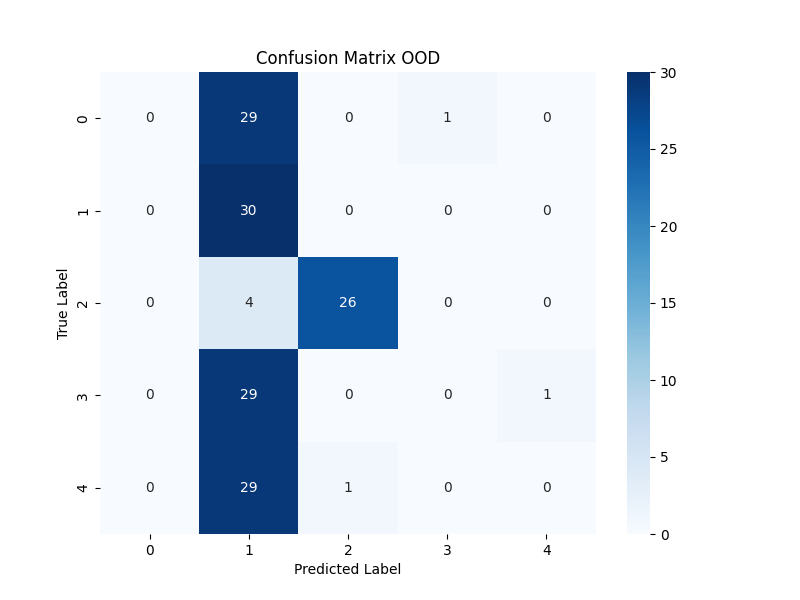 Confusion Matrix OOD
True Label
0 0 29 0 1 0
1 0 30 0 0 0
2 0 4 26 0 0
3 0 29 0 0 1
4 0 29 1 0 0
0 1 2 3 4
Predicted Label
30
25
20
15
10
5
0